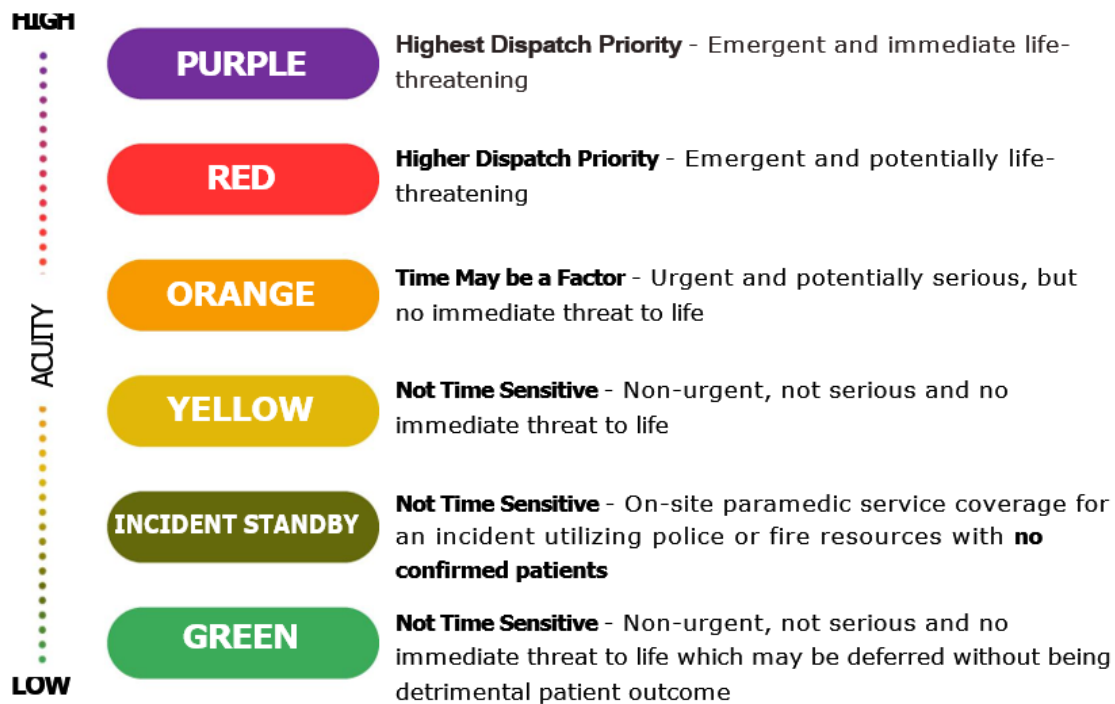 HIGH
PURPLE
Highest Dispatch Priority - Emergent and immediate life-
threatening
RED
Higher Dispatch Priority - Emergent and potentially life-
threatening
ORANGE
Time May be a Factor - Urgent and potentially serious, but
no immediate threat to life
ACUITY
YELLOW
Not Time Sensitive - Non-urgent, not serious and no
immediate threat to life
INCIDENT STANDBY
Not Time Sensitive - On-site paramedic service coverage for
an incident utilizing police or fire resources with no
confirmed patients
GREEN
Not Time Sensitive - Non-urgent, not serious and no
immediate threat to life which may be deferred without being
detrimental patient outcome
LOW